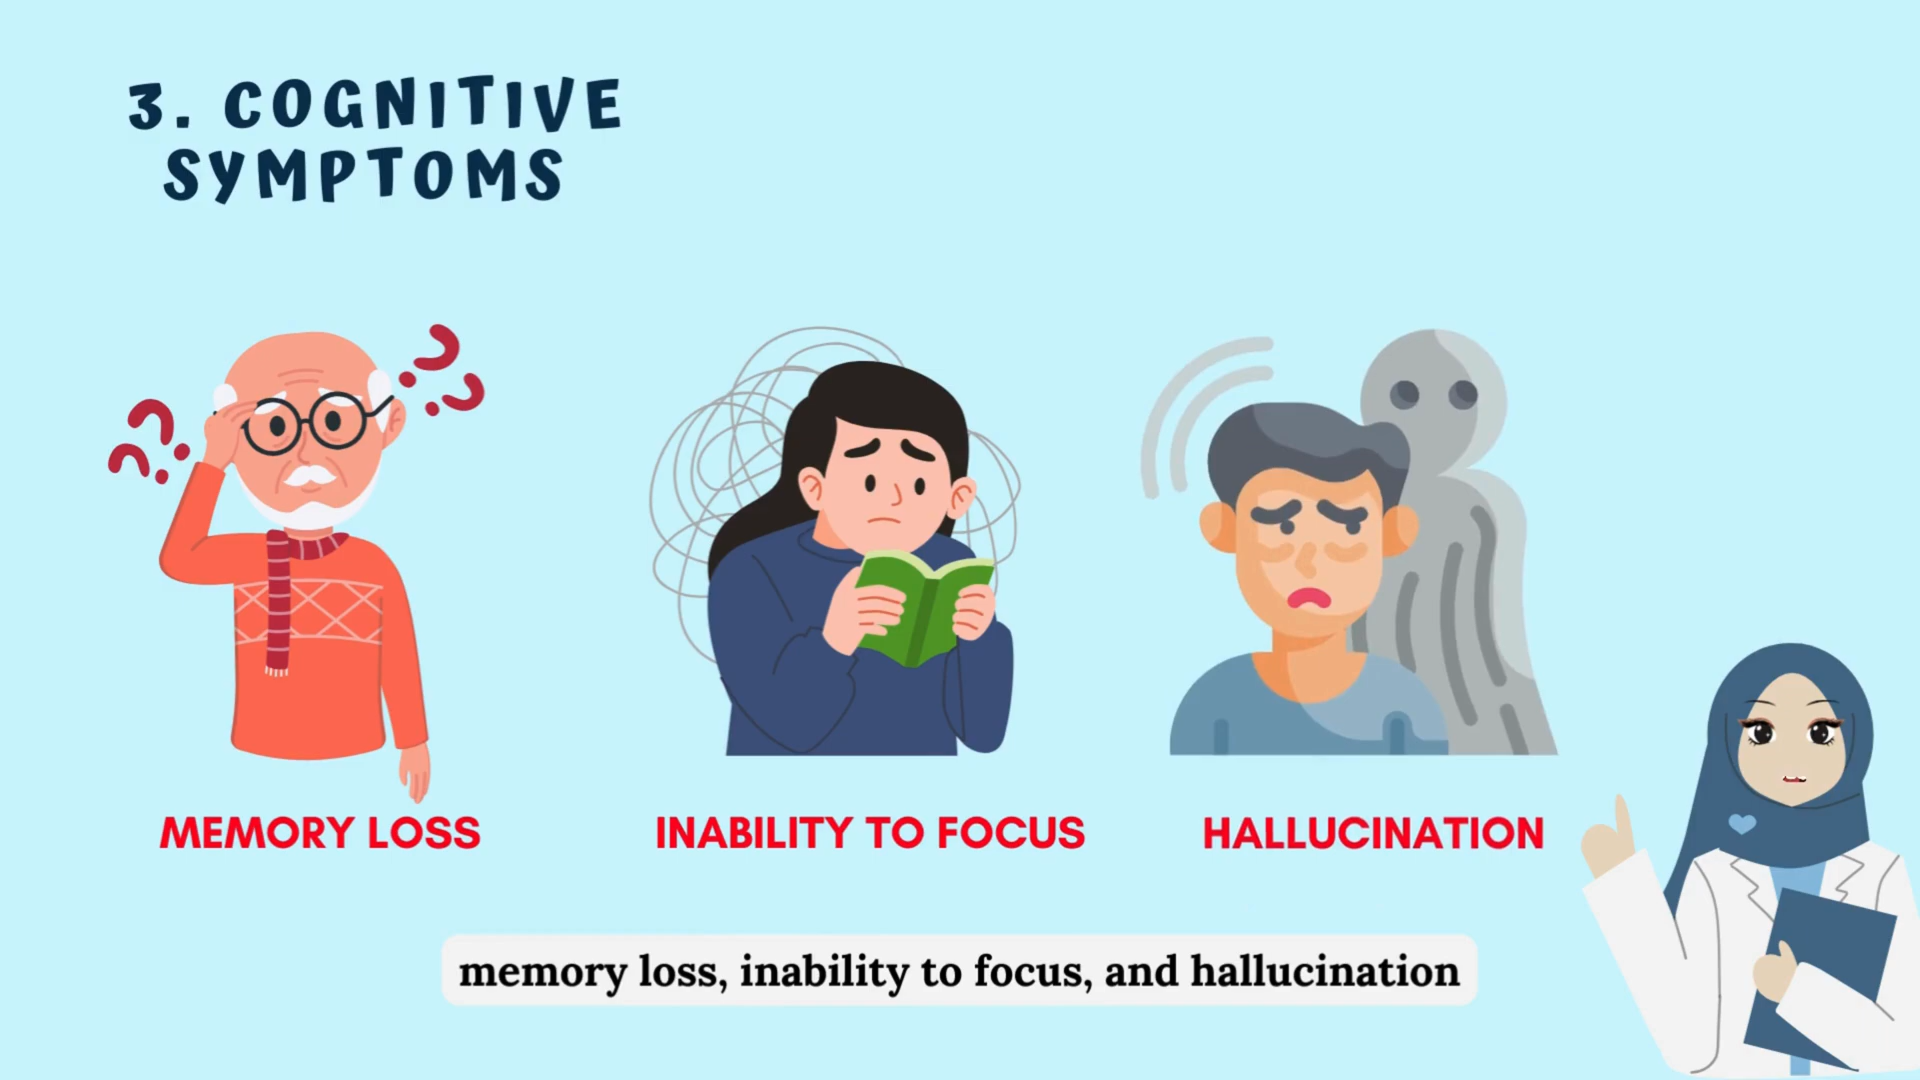 3. COGNITIVE
SYMPTOMS
MEMORY LOSS
INABILITY TO FOCUS
HALLUCINATION
memory loss, inability to focus, and hallucination